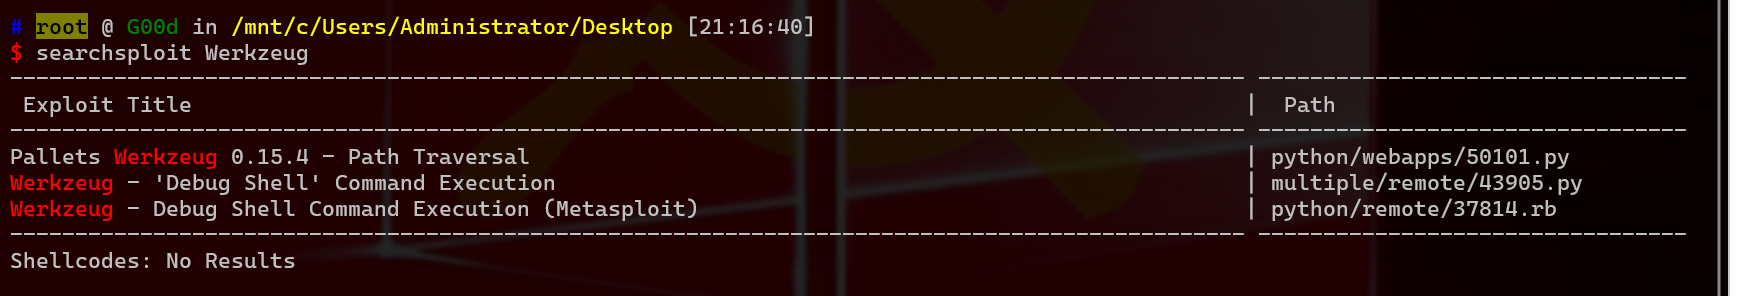 # root @ G00d in /mnt/c/Users/Administrator/Desktop [21:16:40]
$ searchsploit Werkzeug
----------------------------------------------------------------------------------------------- ---------------------------------
 Exploit Title                                                                                 |  Path
----------------------------------------------------------------------------------------------- ---------------------------------
Pallets Werkzeug 0.15.4 - Path Traversal                                                       | python/webapps/50101.py
Werkzeug - 'Debug Shell' Command Execution                                                     | multiple/remote/43905.py
Werkzeug - Debug Shell Command Execution (Metasploit)                                          | python/remote/37814.rb
----------------------------------------------------------------------------------------------- ---------------------------------
Shellcodes: No Results